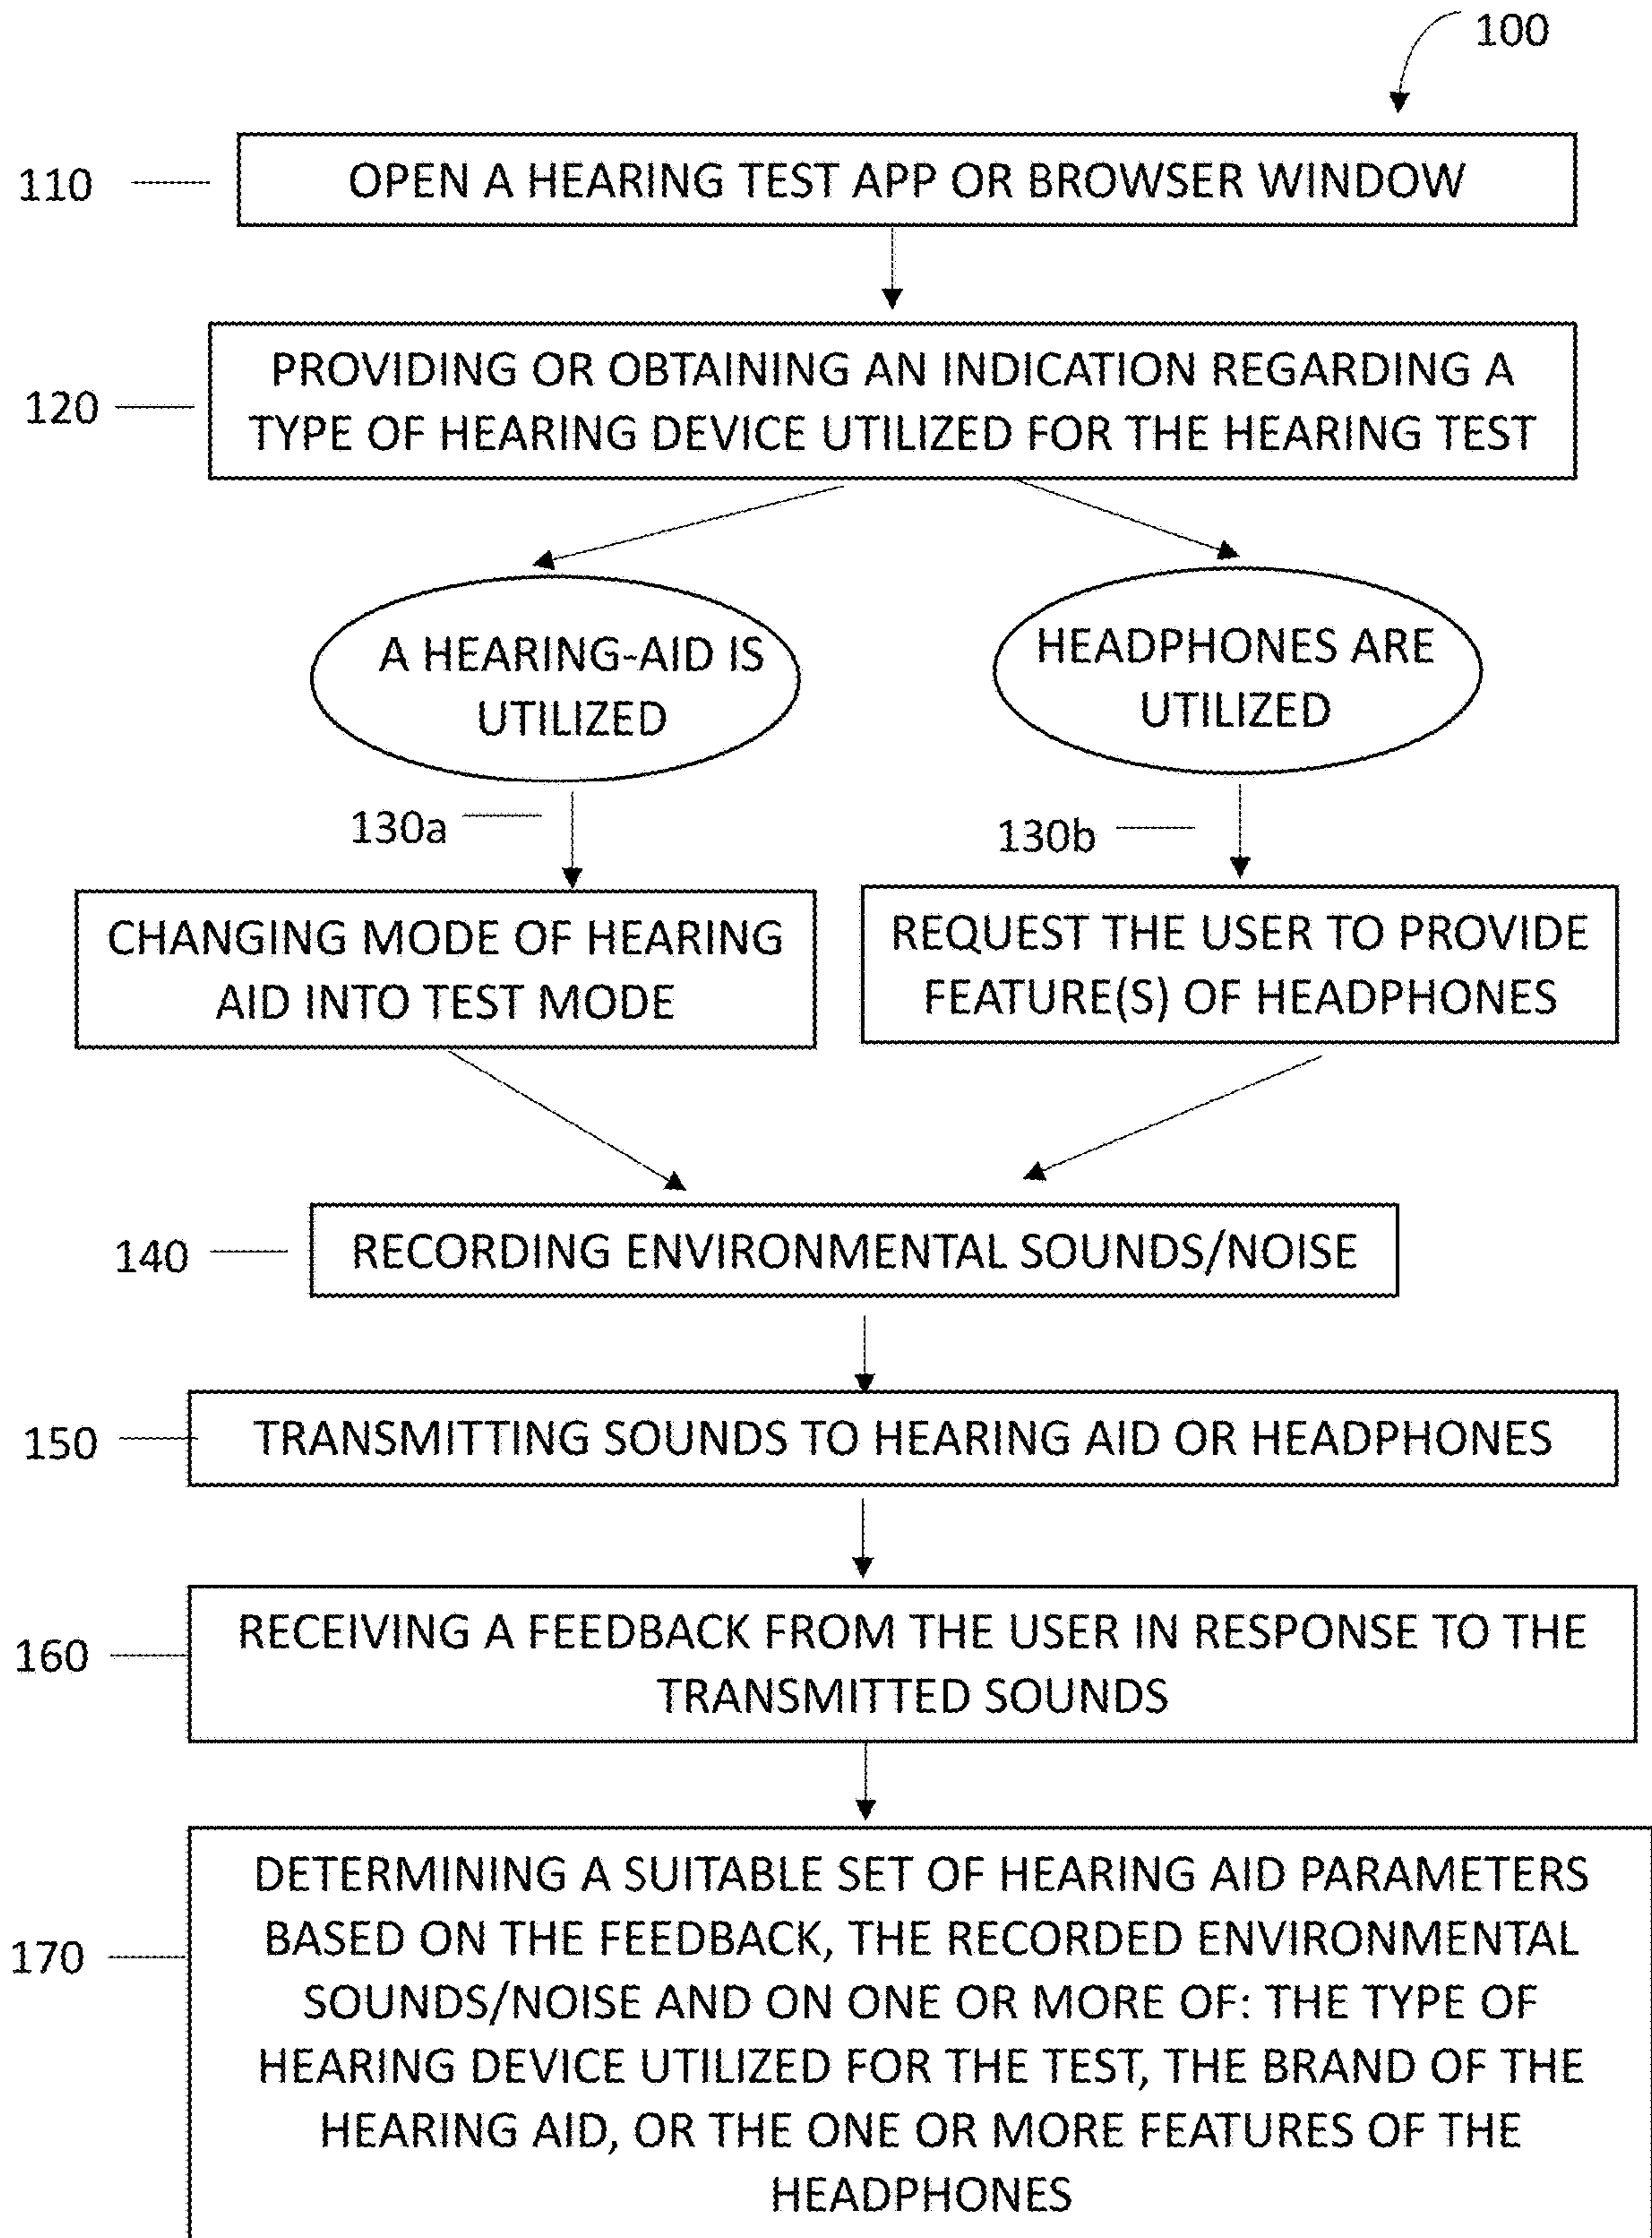 100
110
OPEN A HEARING TEST APP OR BROWSER WINDOW
120
PROVIDING OR OBTAINING AN INDICATION REGARDING A
TYPE OF HEARING DEVICE UTILIZED FOR THE HEARING TEST
A HEARING-AID IS
UTILIZED
HEADPHONES ARE
UTILIZED
130a
130b
CHANGING MODE OF HEARING
AID INTO TEST MODE
REQUEST THE USER TO PROVIDE
FEATURE(S) OF HEADPHONES
140
RECORDING ENVIRONMENTAL SOUNDS/NOISE
150
TRANSMITTING SOUNDS TO HEARING AID OR HEADPHONES
160
RECEIVING A FEEDBACK FROM THE USER IN RESPONSE TO THE
TRANSMITTED SOUNDS
170
DETERMINING A SUITABLE SET OF HEARING AID PARAMETERS
BASED ON THE FEEDBACK, THE RECORDED ENVIRONMENTAL
SOUNDS/NOISE AND ON ONE OR MORE OF: THE TYPE OF
HEARING DEVICE UTILIZED FOR THE TEST, THE BRAND OF THE
HEARING AID, OR THE ONE OR MORE FEATURES OF THE
HEADPHONES